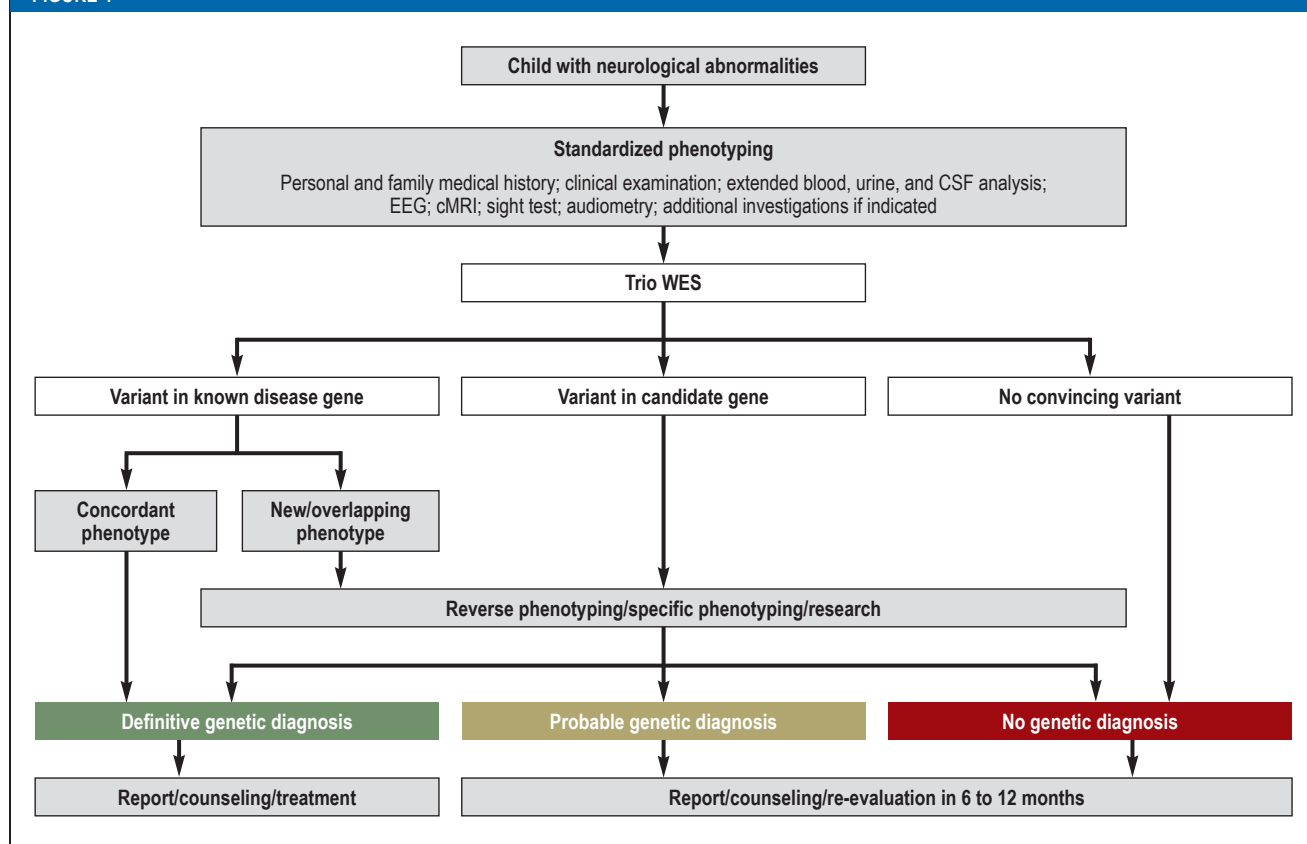 Child with neurological abnormalities
Standardized phenotyping
Personal and family medical history; clinical examination; extended blood, urine, and CSF analysis;
EEG; cMRI; sight test; audiometry; additional investigations if indicated
Trio WES
Variant in known disease gene
Variant in candidate gene
No convincing variant
Concordant
phenotype
New/overlapping
phenotype
Reverse phenotyping/specific phenotyping/research
Definitive genetic diagnosis
Probable genetic diagnosis
No genetic diagnosis
Report/counseling/treatment
Report/counseling/re-evaluation in 6 to 12 months